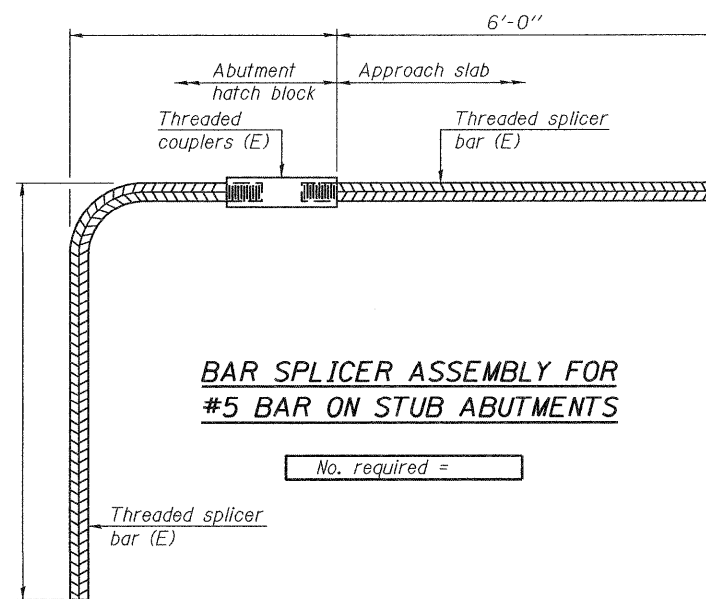 6'-0"
Abutment
hatch block
Approach slab
Threaded
couplers (E)
Threaded splicer
bar (E)
BAR SPLICER ASSEMBLY FOR
#5 BAR ON STUB ABUTMENTS
No. required =
Threaded splicer
bar (E)